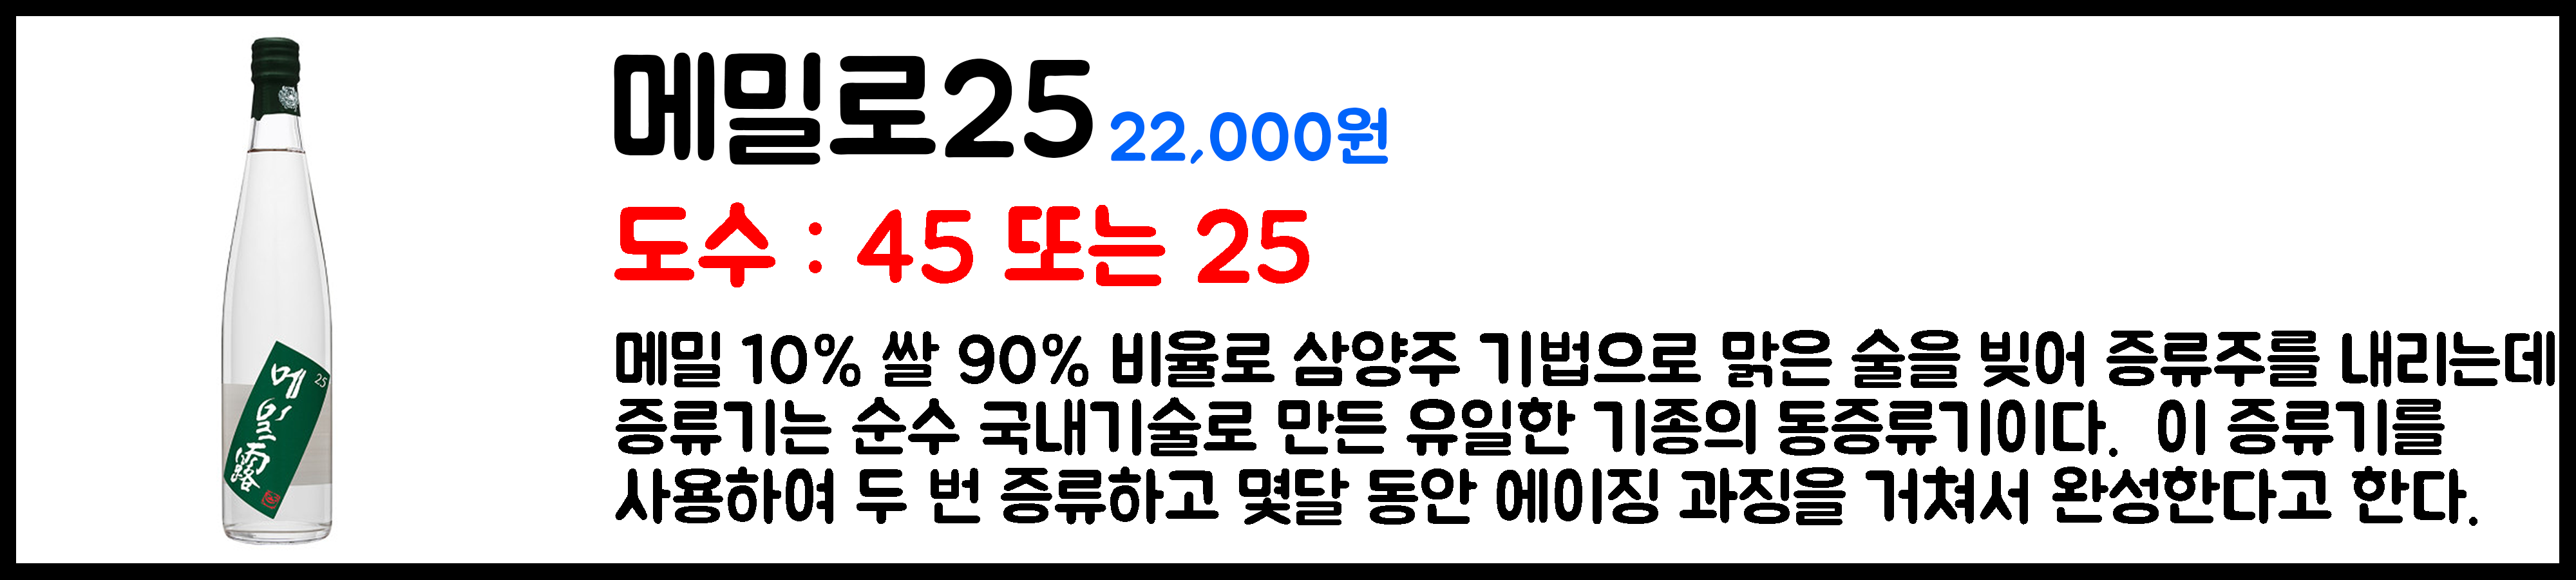 메밀로25 22,000원
도수 : 45 또는 25
메밀 10% 쌀 90% 비율로 삼양주 기법으로 맑은 술을 빚어 증류주를 내리는데
증류기는 순수 국내기술로 만든 유일한 기종의 동증류기이다. 이 증류기를
사용하여 두 번 증류하고 몇달 동안 에이징 과징을 거쳐서 완성한다고 한다.
25
메밀露